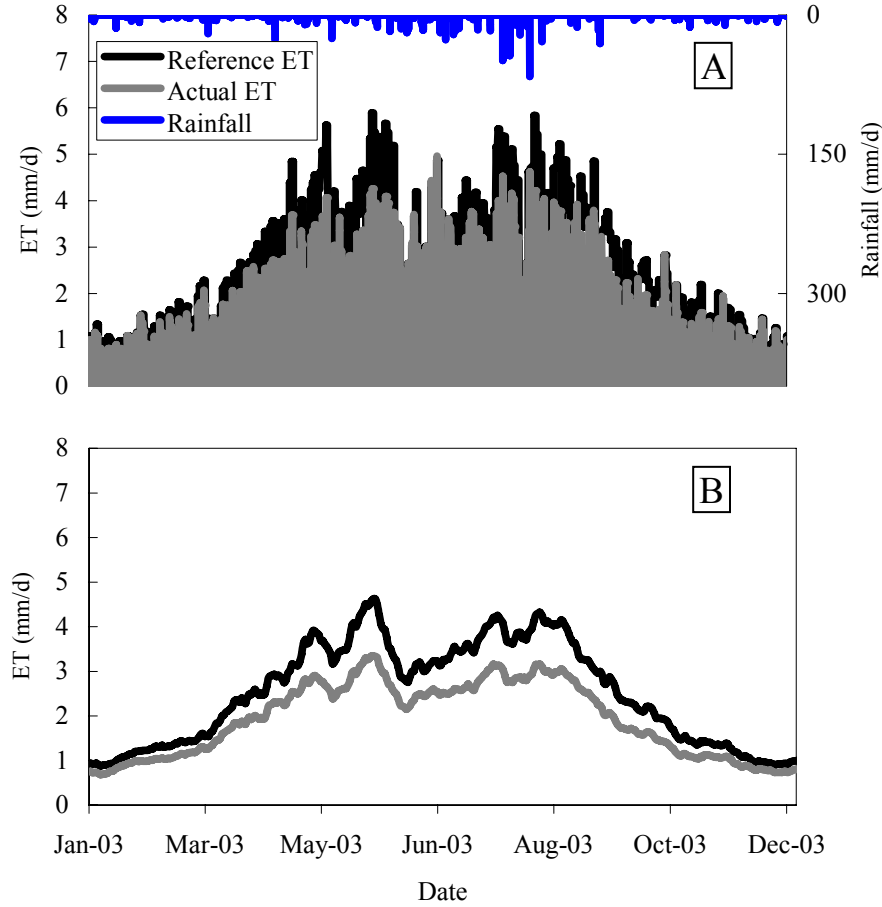 8
7
6
5
4
3
2
1
0
ET (mm/d)
Reference ET
Actual ET
Rainfall
A
0
150
300
Rainfall (mm/d)
8
7
6
5
4
3
2
1
0
ET (mm/d)
B
Jan-03 Mar-03 May-03 Jun-03 Aug-03 Oct-03 Dec-03
Date